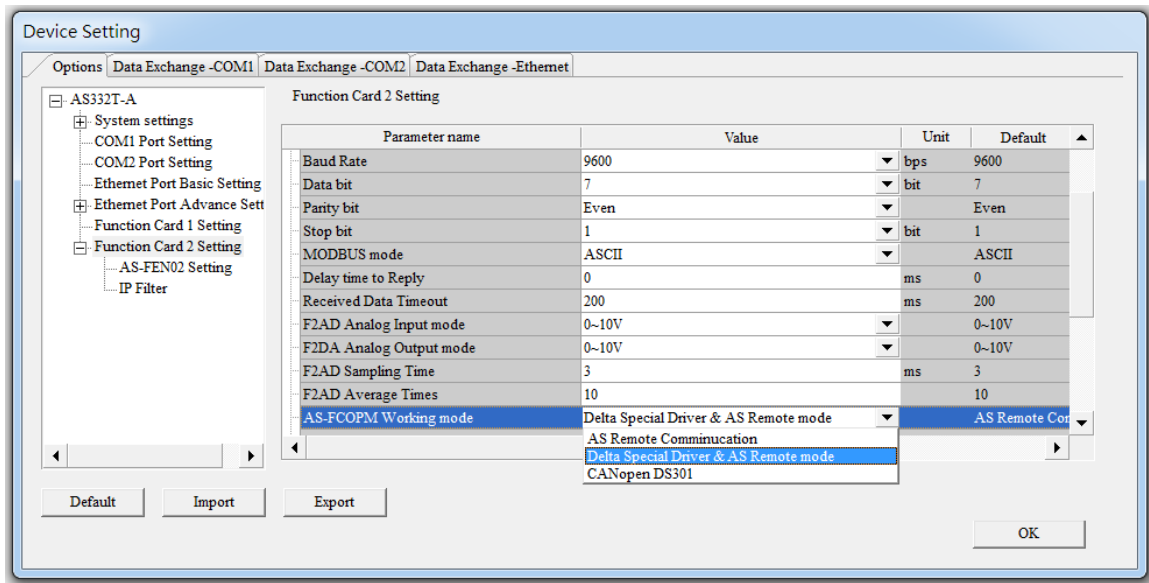 Device Setting
Options Data Exchange -COM1 Data Exchange -COM2 Data Exchange -Ethernet
AS332T-A
System settings
COM1 Port Setting
COM2 Port Setting
Ethernet Port Basic Setting
Ethernet Port Advance Sett
Function Card 1 Setting
Function Card 2 Setting
AS-FEN02 Setting
IP Filter
Function Card 2 Setting
Parameter name Value Unit Default
Baud Rate 9600 bps 9600
Data bit 7 bit 7
Parity bit Even Even
Stop bit 1 bit 1
MODBUS mode ASCII ASCII
Delay time to Reply 0 ms 0
Received Data Timeout 200 ms 200
F2AD Analog Input mode 0~10V 0~10V
F2DA Analog Output mode 0~10V 0~10V
F2AD Sampling Time 3 ms 3
F2AD Average Times 10 10
AS-FCOPM Working mode Delta Special Driver & AS Remote mode AS Remote Cor
AS Remote Comminucation
Delta Special Driver & AS Remote mode
CANopen DS301
Default Import Export
OK